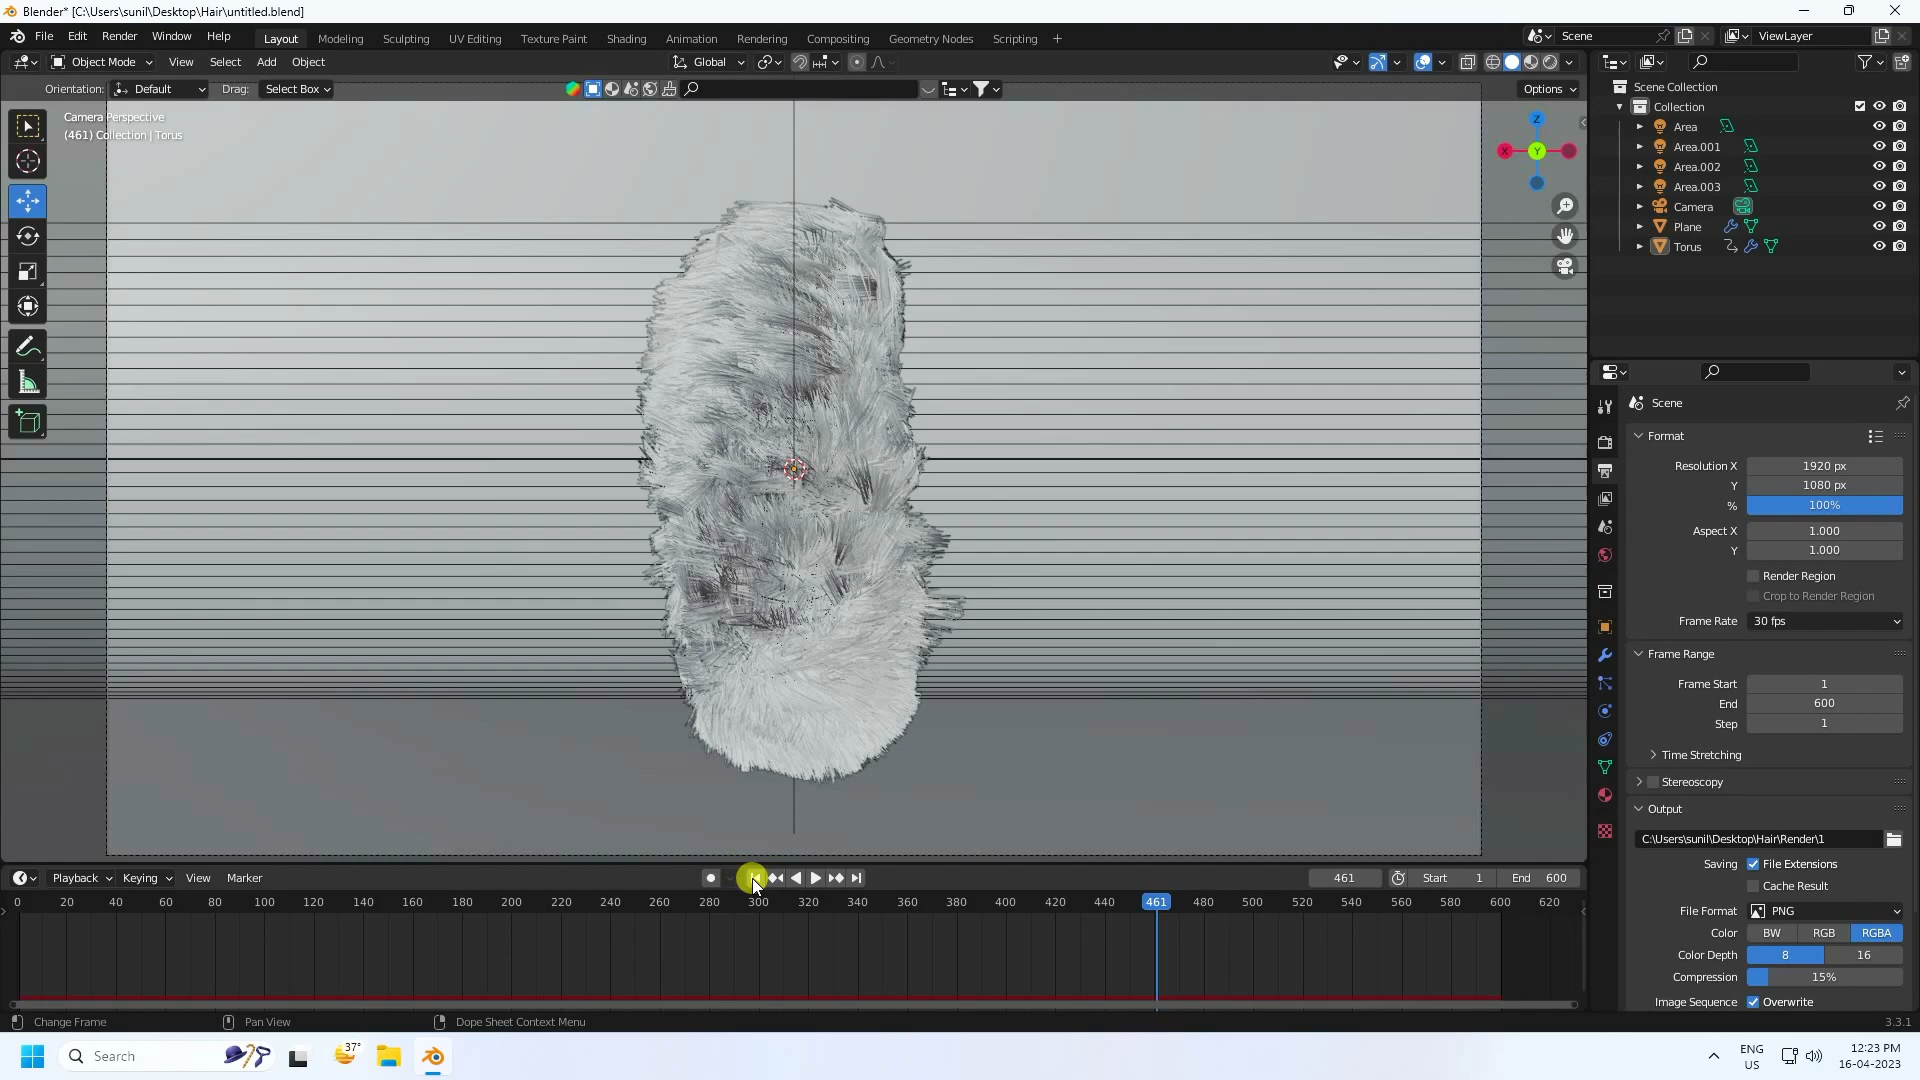 Blender* [C:\Users\sunil\Desktop\Hair\untitled.blend]
File Edit Render Window Help Layout Modeling Sculpting UV Editing Texture Paint Shading Animation Rendering Compositing Geometry Nodes Scripting + Scene ViewLayer
Object Mode View Select Add Object Global
Orientation: Default Drag: Select Box Options
Camera Perspective
(461) Collection | Torus
Z
X
Y
Scene Collection
Collection
Area
Area.001
Area.002
Area.003
Camera
Plane
Torus
Scene
Format
Resolution X 1920 px
Y 1080 px
% 100%
Aspect X 1.000
Y 1.000
Render Region
Crop to Render Region
Frame Rate 30 fps
Frame Range
Frame Start 1
End 600
Step 1
Time Stretching
Stereoscopy
Output
C:\Users\sunil\Desktop\Hair\Render\1
Saving File Extensions
Cache Result
File Format PNG
Color BW RGB RGBA
Color Depth 8 16
Compression 15%
Image Sequence Overwrite
Playback Keying View Marker 461 Start 1 End 600
0 20 40 60 80 100 120 140 160 180 200 220 240 260 280 300 320 340 360 380 400 420 440 461 480 500 520 540 560 580 600 620
Change Frame Pan View Dope Sheet Context Menu 3.3.1
Search 37° ENG US 12:23 PM
16-04-2023